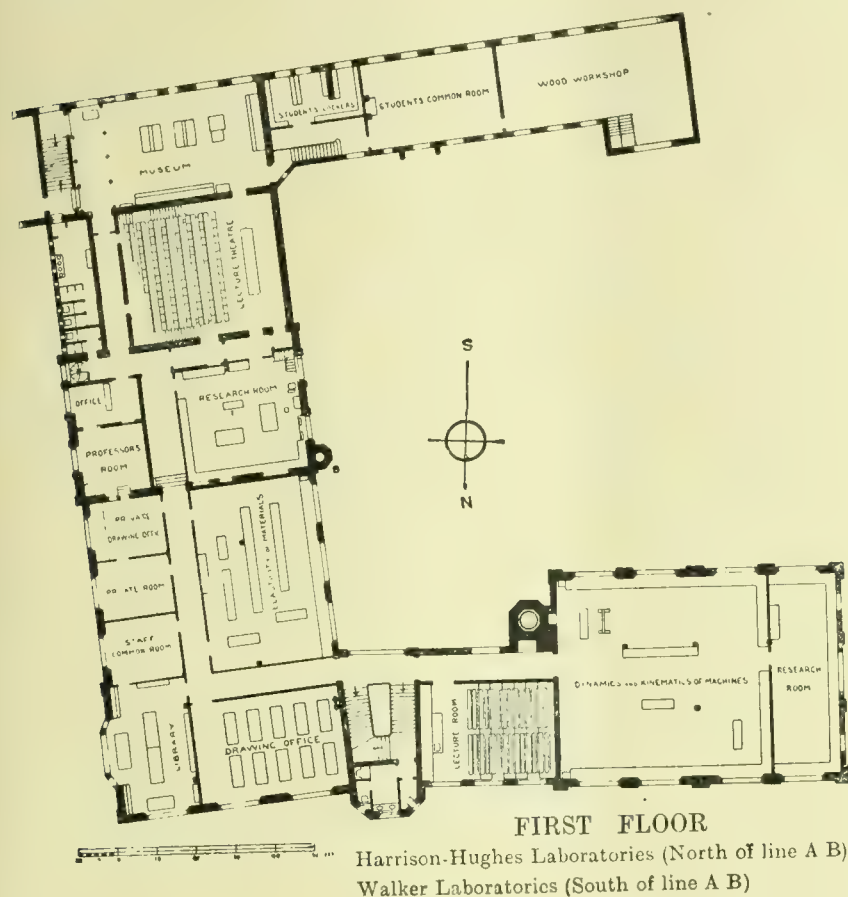 WOOD WORKSHOP
STUDENTS COMMON ROOM
STUDENTS LOCKERS
MUSEUM
LECTURE THEATRE
S
RESEARCH ROOM
OFFICE
PROFESSORS
ROOM
N
B
PRIVATE
DRAWING
ELASTICITY OF MATERIALS
PRIVATE ROOM
STAFF
COMMON ROOM
DYNAMICS AND KINEMATICS OF MACHINES
RESEARCH
ROOM
LIBRARY
DRAWING OFFICE
LECTURE ROOM
FIRST FLOOR
Harrison-Hughes Laboratories (North of line A B)
Walker Laboratories (South of line A B)